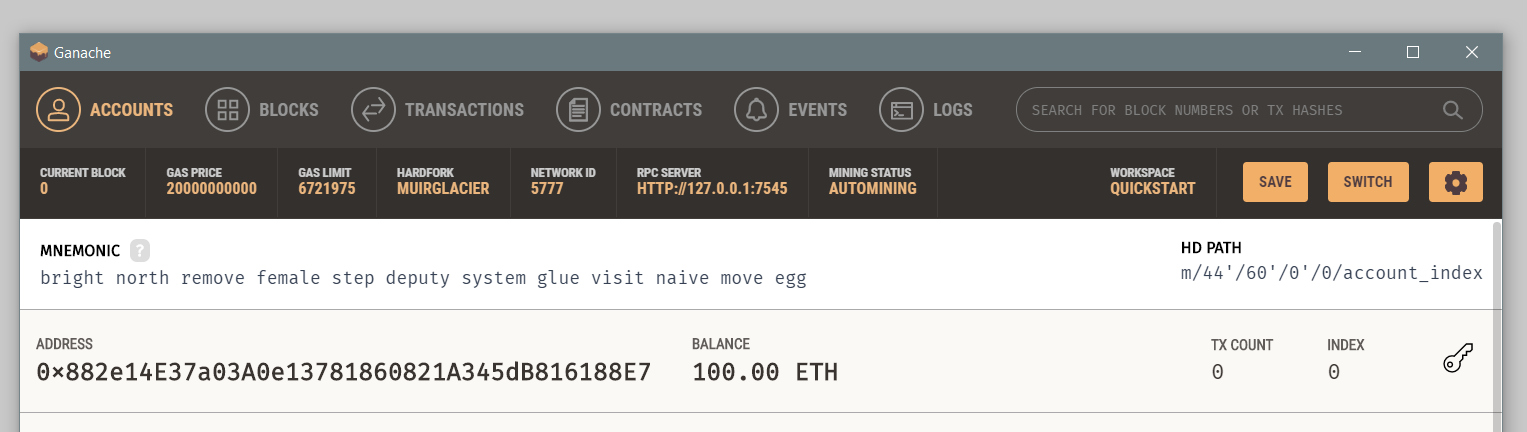 Ganache
ACCOUNTS BLOCKS TRANSACTIONS CONTRACTS EVENTS LOGS SEARCH FOR BLOCK NUMBERS OR TX HASHES
CURRENT BLOCK GAS PRICE GAS LIMIT HARDFORK NETWORK ID RPC SERVER MINING STATUS WORKSPACE
0 20000000000 6721975 MUIRGLACIER 5777 HTTP://127.0.0.1:7545 AUTOMINING QUICKSTART SAVE SWITCH
MNEMONIC ? HD PATH
bright north remove female step deputy system glue visit naive move egg m/44'/60'/0'/0/account_index
ADDRESS BALANCE TX COUNT INDEX
0×882e14E37a03A0e13781860821A345dB816188E7 100.00 ETH 0 0